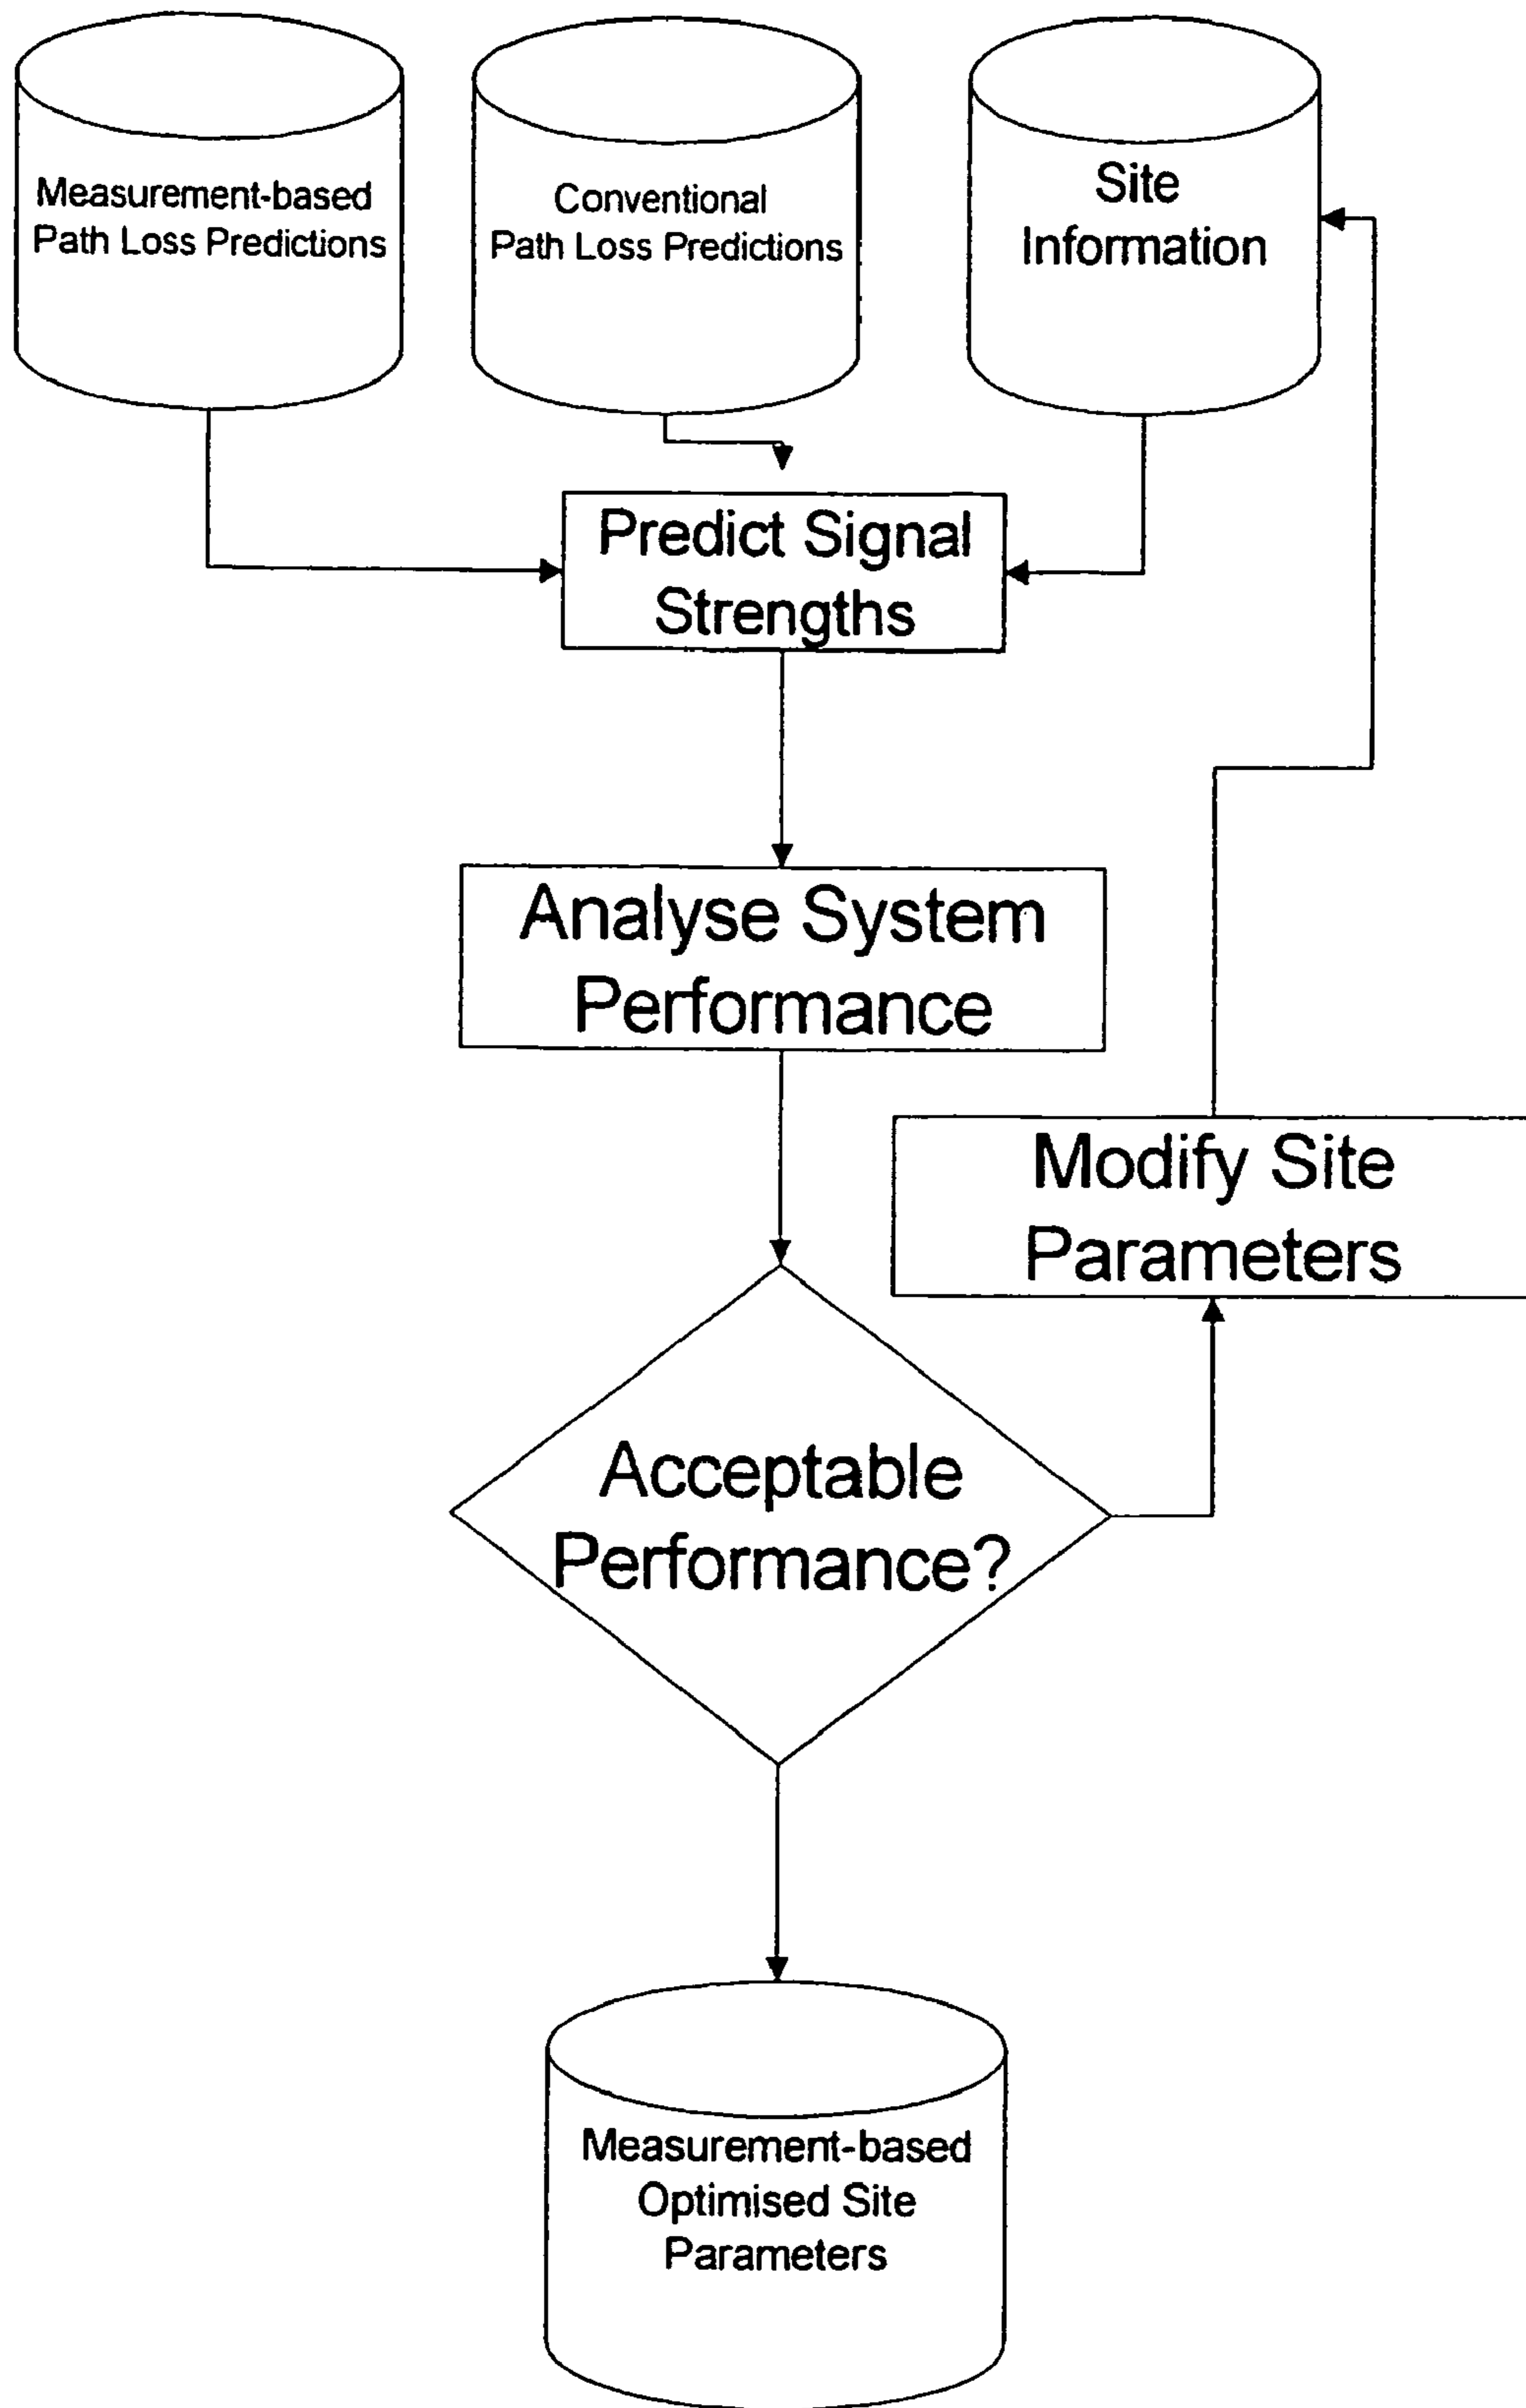 Measurement-based
Path Loss Predictions
Conventional
Path Loss Predictions
Site
Information
Predict Signal
Strengths
Analyse System
Performance
Modify Site
Parameters
Acceptable
Performance?
Measurement-based
Optimised Site
Parameters